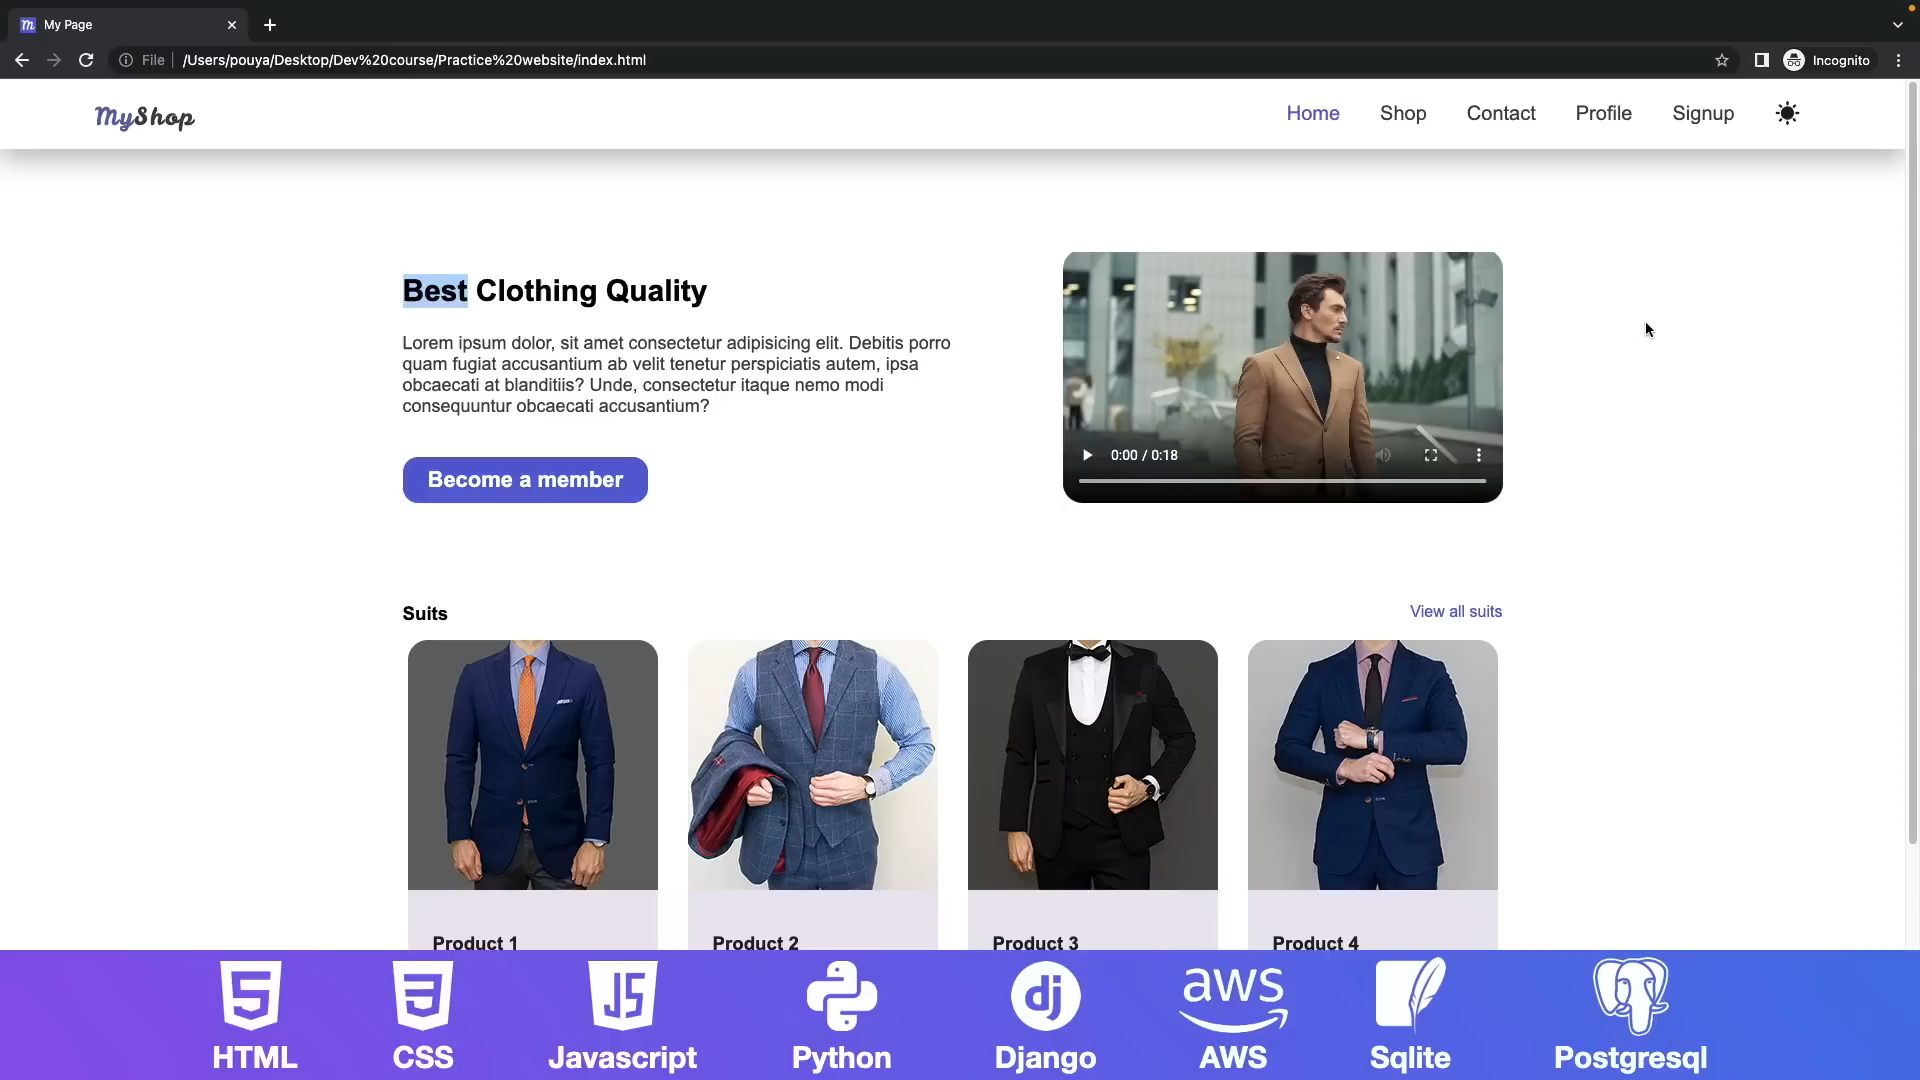 My Page
File /Users/pouya/Desktop/Dev%20course/Practice%20website/index.html
Incognito
MyShop
Home Shop Contact Profile Signup
Best Clothing Quality
Lorem ipsum dolor, sit amet consectetur adipisicing elit. Debitis porro
quam fugiat accusantium ab velit tenetur perspiciatis autem, ipsa
obcaecati at blanditiis? Unde, consectetur itaque nemo modi
consequuntur obcaecati accusantium?
Become a member
0:00 / 0:18
Suits
View all suits
Product 1
Product 2
Product 3
Product 4
HTML
CSS
Javascript
Python
Django
AWS
Sqlite
Postgresql
5
3
JS
dj
aws